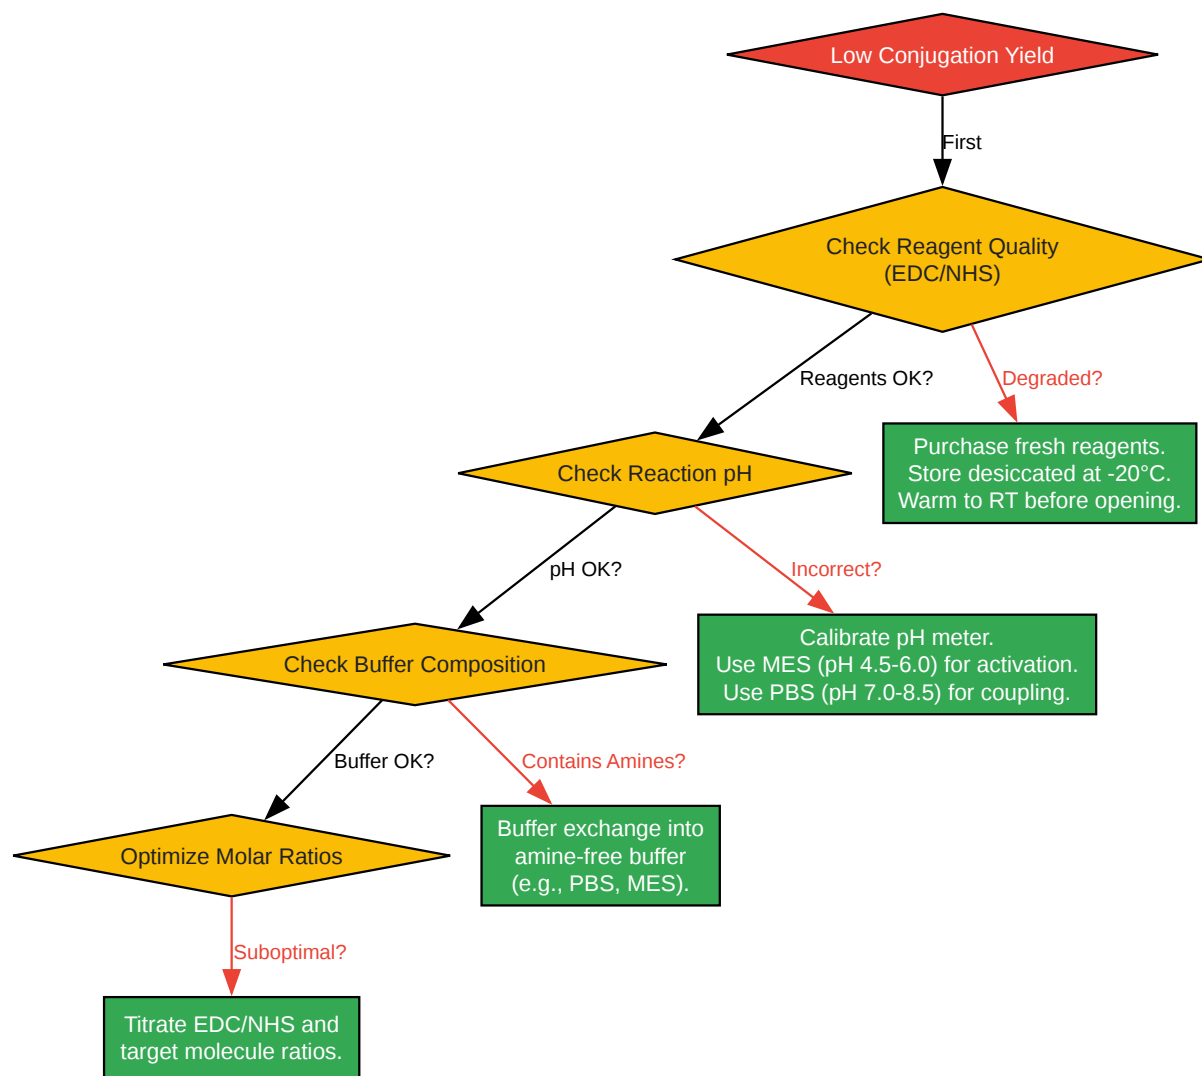 Low Conjugation Yield
First
Check Reagent Quality
(EDC/NHS)
Reagents OK?
Degraded?
Purchase fresh reagents.
Store desiccated at -20°C.
Warm to RT before opening.
Check Reaction pH
pH OK?
Incorrect?
Calibrate pH meter.
Use MES (pH 4.5-6.0) for activation.
Use PBS (pH 7.0-8.5) for coupling.
Check Buffer Composition
Buffer OK?
Contains Amines?
Buffer exchange into
amine-free buffer
(e.g., PBS, MES).
Optimize Molar Ratios
Suboptimal?
Titrate EDC/NHS and
target molecule ratios.